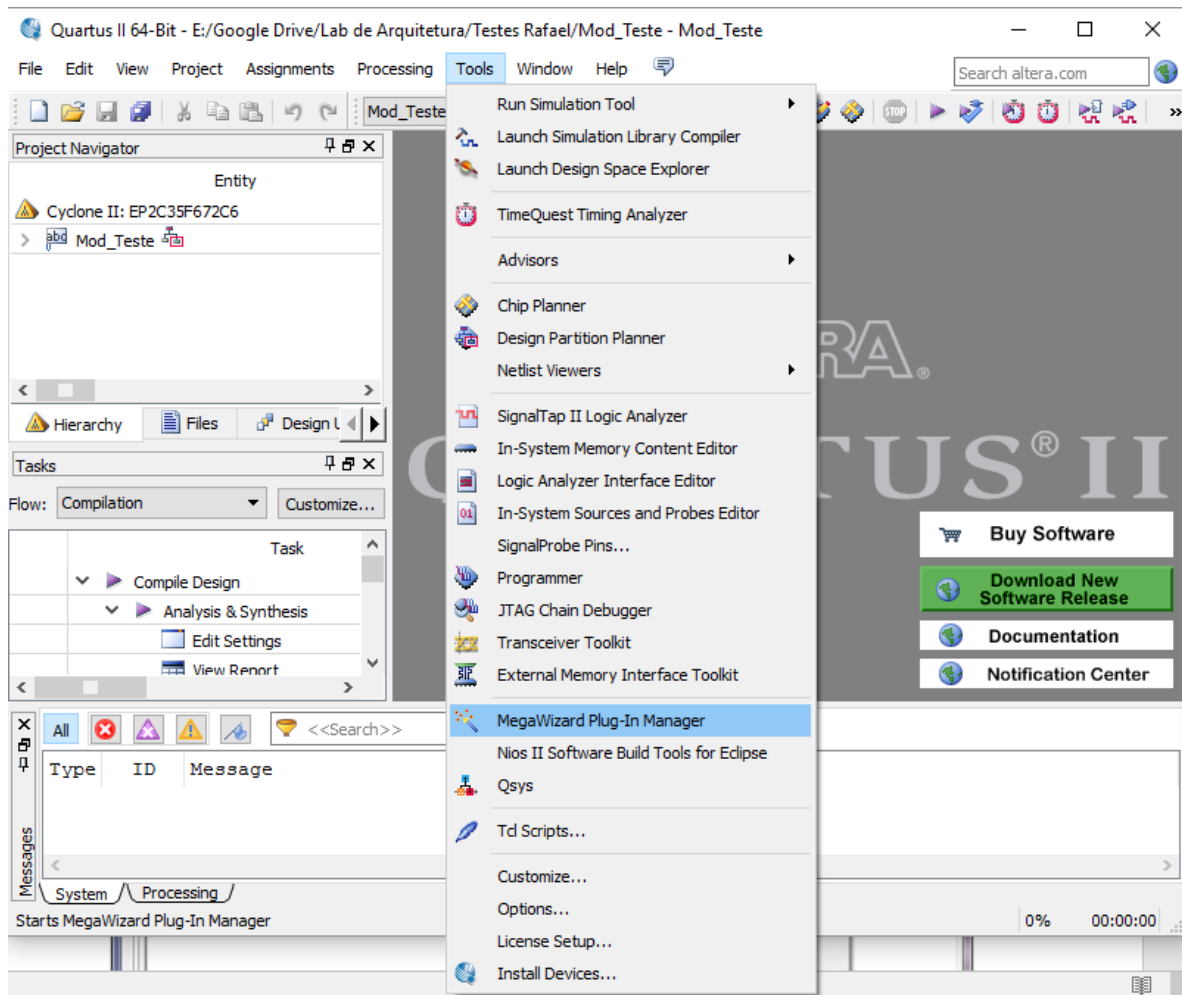 Quartus II 64-Bit - E:/Google Drive/Lab de Arquitetura/Testes Rafael/Mod_Teste - Mod_Teste
File Edit View Project Assignments Processing Tools Window Help
Search altera.com
Mod_Teste
STOP
»
Project Navigator
Entity
Cyclone II: EP2C35F672C6
abd Mod_Teste
Hierarchy Files Design
Tasks
Flow: Compilation Customize...
Task
Compile Design
Analysis & Synthesis
Edit Settings
View Report
Run Simulation Tool
Launch Simulation Library Compiler
Launch Design Space Explorer
TimeQuest Timing Analyzer
Advisors
Chip Planner
Design Partition Planner
Netlist Viewers
SignalTap II Logic Analyzer
In-System Memory Content Editor
Logic Analyzer Interface Editor
In-System Sources and Probes Editor
SignalProbe Pins...
Programmer
JTAG Chain Debugger
Transceiver Toolkit
External Memory Interface Toolkit
MegaWizard Plug-In Manager
Nios II Software Build Tools for Eclipse
Qsys
Tcl Scripts...
Customize...
Options...
License Setup...
Install Devices...
RA®
TUS® II
Buy Software
Download New
Software Release
Documentation
Notification Center
All <<Search>>
Type ID Message
Messages
System Processing
Starts MegaWizard Plug-In Manager
0% 00:00:00